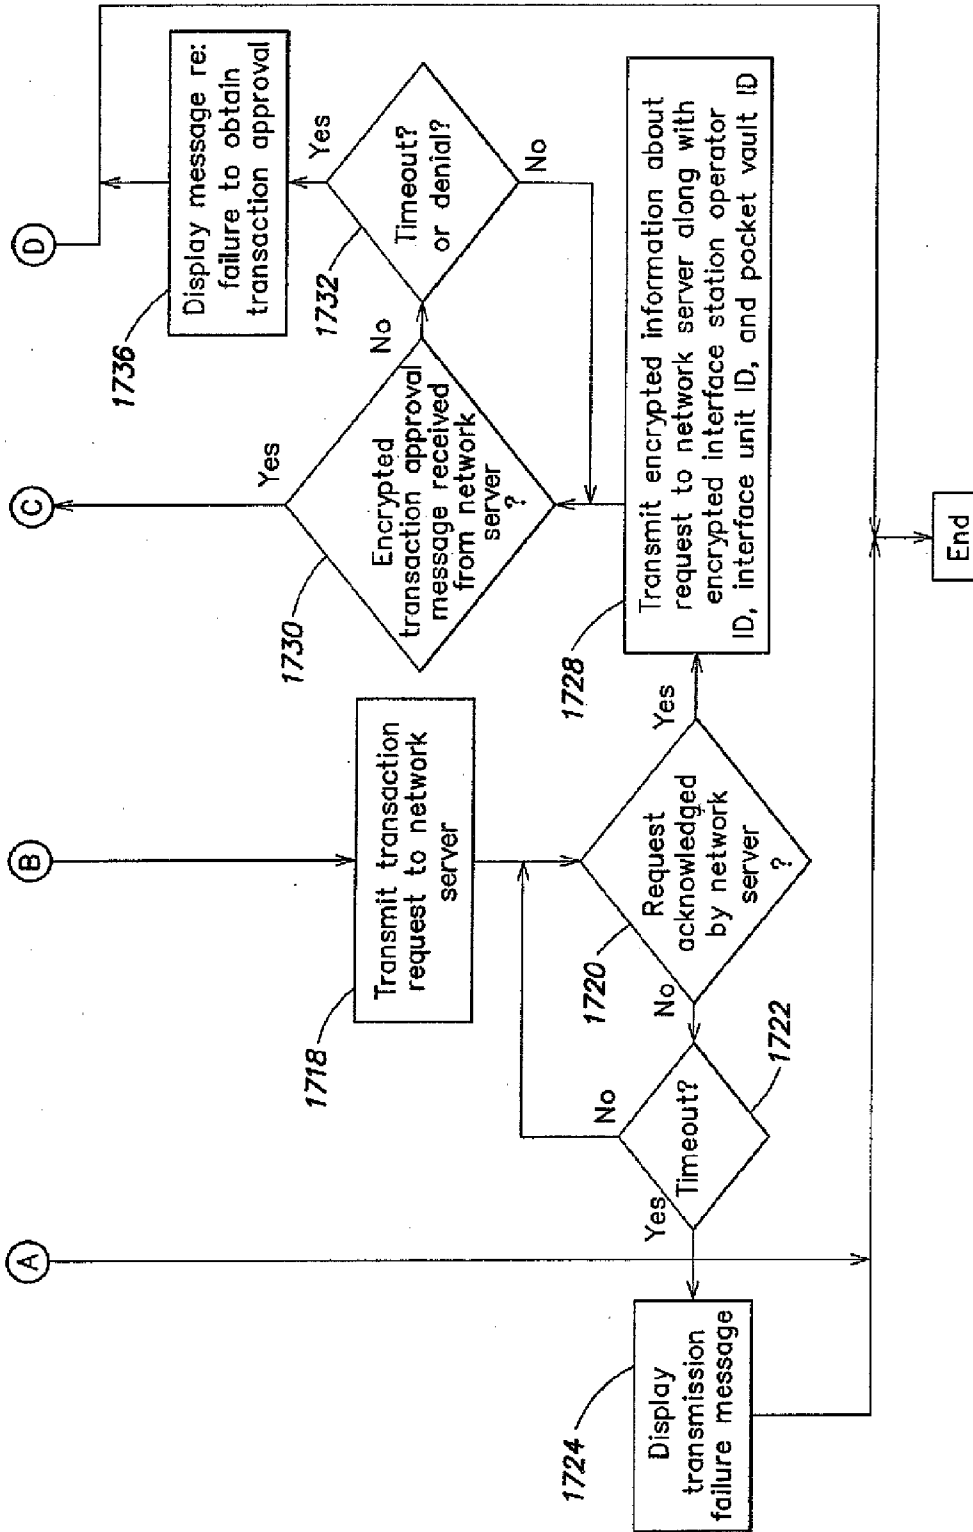 A
B
C
D
1718
Transmit transaction
request to network
server
1720
Request
acknowledged
by network
server
?
No
Yes
1722
Timeout?
No
Yes
1724
Display
transmission
failure message
1728
Transmit encrypted information about
request to network server along with
encrypted interface station operator
ID, interface unit ID, and pocket vault ID
1730
Encrypted
transaction approval
message received
from network
server
?
Yes
No
1732
Timeout?
or denial?
Yes
No
1736
Display message re:
failure to obtain
transaction approval
End